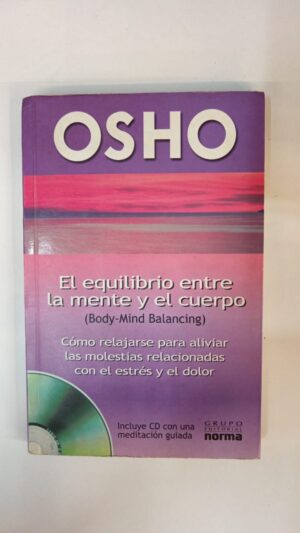 OSHO
El equilibrio entre
la mente y el cuerpo
(Body-Mind Balancing)
Cómo relajarse para aliviar
las molestias relacionadas
con el estrés y el dolor
Incluye CD con una
meditación guiada
GRUPO
EDITORIAL
norma